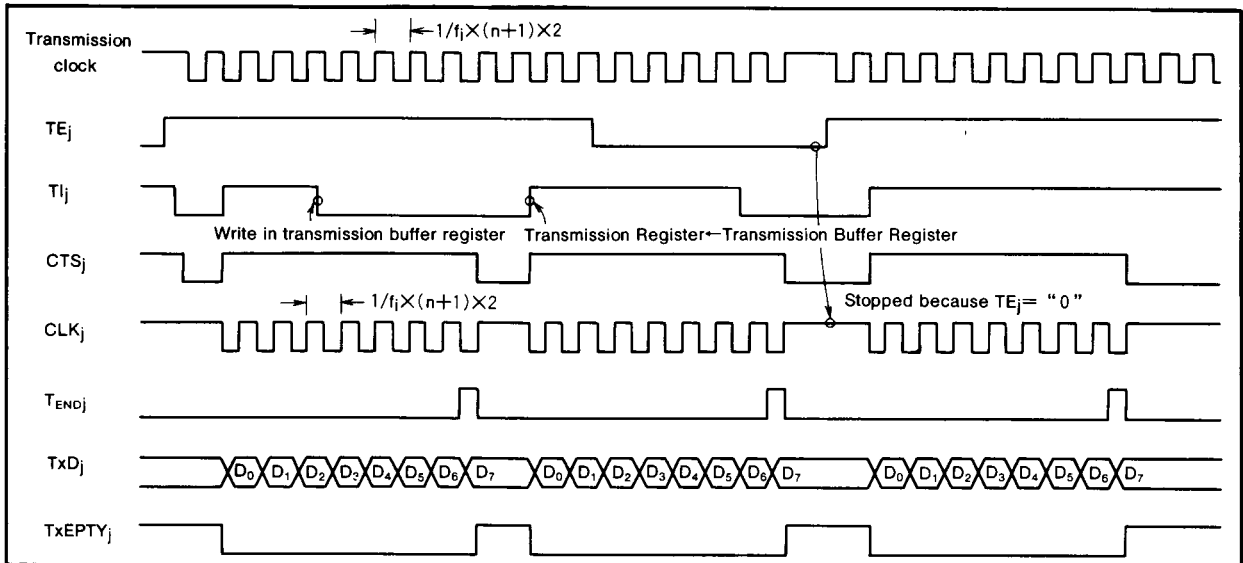 Transmission clock
1/fj×(n+1)×2
TEj
TIj
Write in transmission buffer register
Transmission Register←Transmission Buffer Register
CTSj
1/fj×(n+1)×2
Stopped because TEj= "0"
CLKj
TENDj
TxDj
D0 D1 D2 D3 D4 D5 D6 D7 D0 D1 D2 D3 D4 D5 D6 D7 D0 D1 D2 D3 D4 D5 D6 D7
TxEPTYj